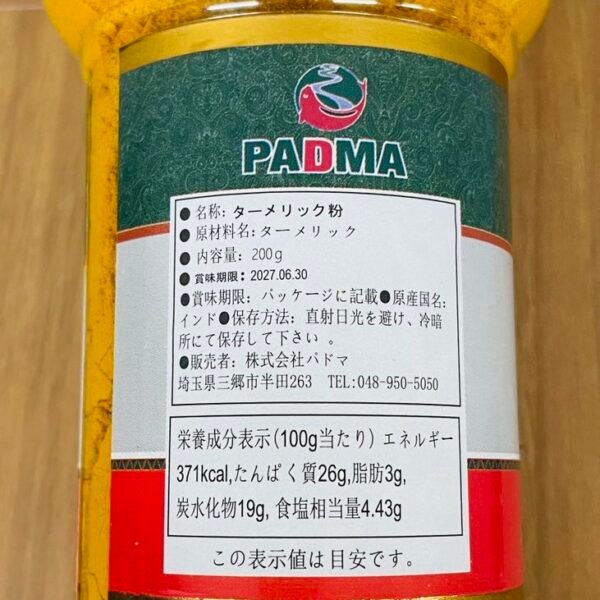 PADMA
● 名称: ターメリック粉
● 原材料名: ターメリック
● 内容量: 200g
● 賞味期限: 2027.06.30
●賞味期限: パッケージに記載●原産国名:
インド●保存方法: 直射日光を避け、冷暗
所にて保存して下さい 。
●販売者: 株式会社パドマ
埼玉県三郷市半田263 TEL:048-950-5050
栄養成分表示(100g当たり) エネルギー
371kcal,たんぱく質26g,脂肪3g,
炭水化物19g, 食塩相当量4.43g
この表示値は目安です。